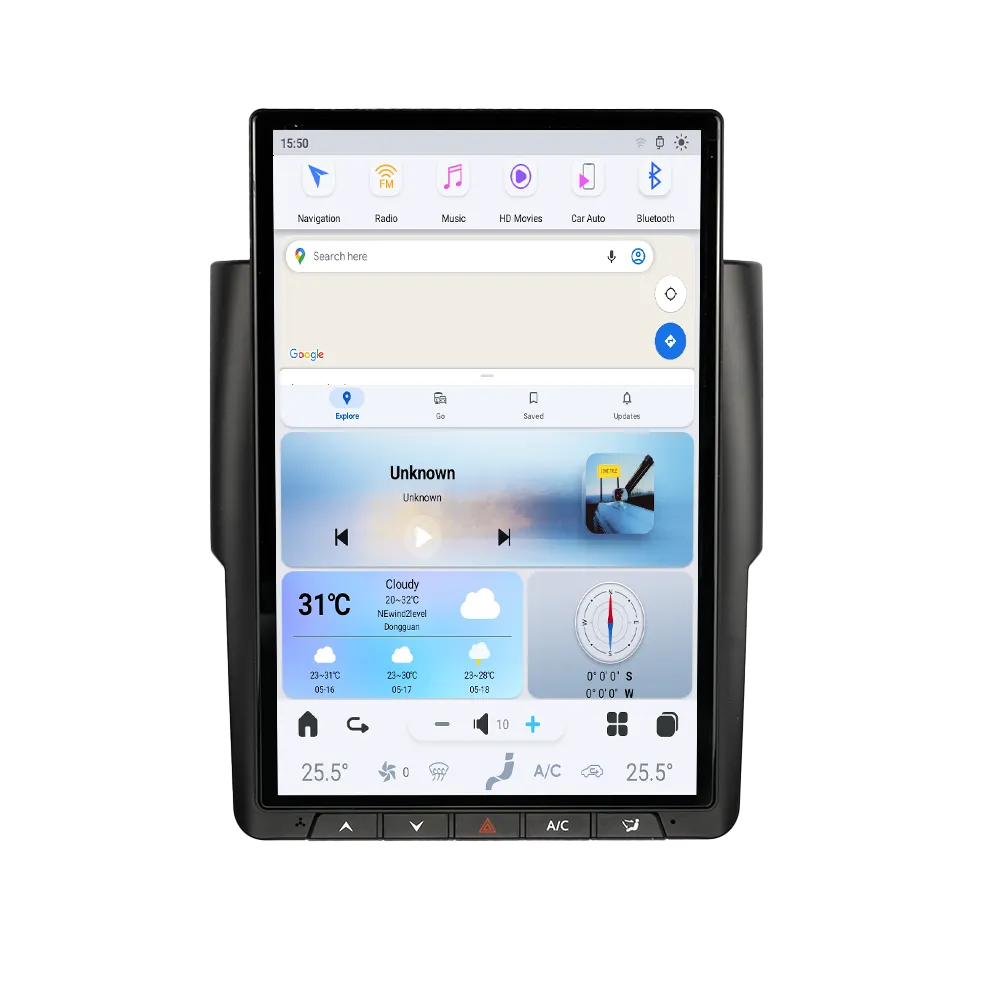 15:50
FM
Navigation Radio Music HD Movies Car Auto Bluetooth
Search here
Google
Explore Go Saved Updates
Unknown
Unknown
31°C
Cloudy
20~32°C
NEwind2level
Dongguan
23~31°C 23~30°C 23~28°C
05-16 05-17 05-18
N
W E
S
0° 0' 0' S
0° 0' 0' W
10
25.5° 0 A/C 25.5°
A/C